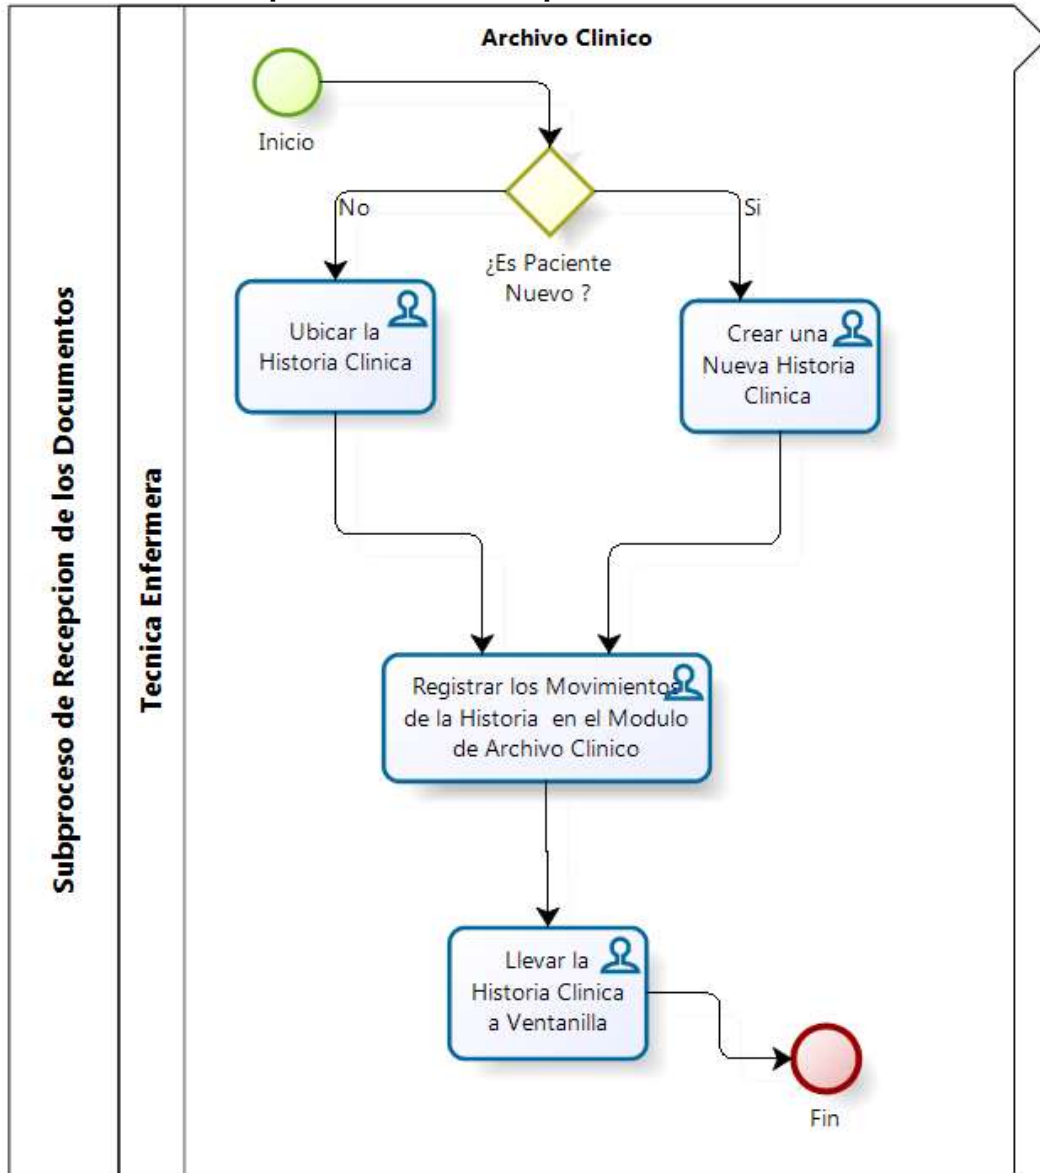 Archivo Clinico
Inicio
No
Si
¿Es Paciente
Nuevo ?
Ubicar la
Historia Clinica
Crear una
Nueva Historia
Clinica
Subproceso de Recepcion de los Documentos
Tecnica Enfermera
Registrar los Movimientos
de la Historia en el Modulo
de Archivo Clinico
Llevar la
Historia Clinica
a Ventanilla
Fin